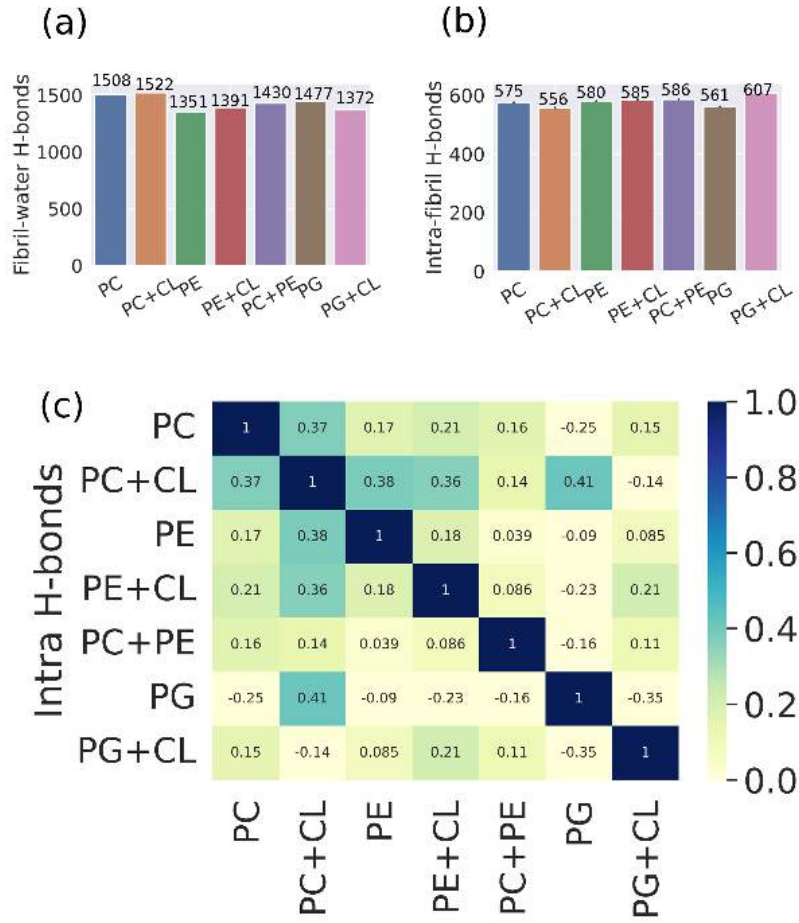 (a)
1508 1522 1351 1391 1430 1477 1372
1500
1000
500
0
Fibril-water H-bonds
PC PC+CL PE PE+CL PC+PE PG PG+CL
(b)
575 556 580 585 586 561 607
600
400
200
0
Intra-fibril H-bonds
PC PC+CL PE PE+CL PC+PE PG PG+CL
(c)
Intra H-bonds
PC 1 0.37 0.17 0.21 0.16 -0.25 0.15
PC+CL 0.37 1 0.38 0.36 0.14 0.41 -0.14
PE 0.17 0.38 1 0.18 0.039 -0.09 0.085
PE+CL 0.21 0.36 0.18 1 0.086 -0.23 0.21
PC+PE 0.16 0.14 0.039 0.086 1 -0.16 0.11
PG -0.25 0.41 -0.09 -0.23 -0.16 1 -0.35
PG+CL 0.15 -0.14 0.085 0.21 0.11 -0.35 1
PC PC+CL PE PE+CL PC+PE PG PG+CL
1.0
0.8
0.6
0.4
0.2
0.0